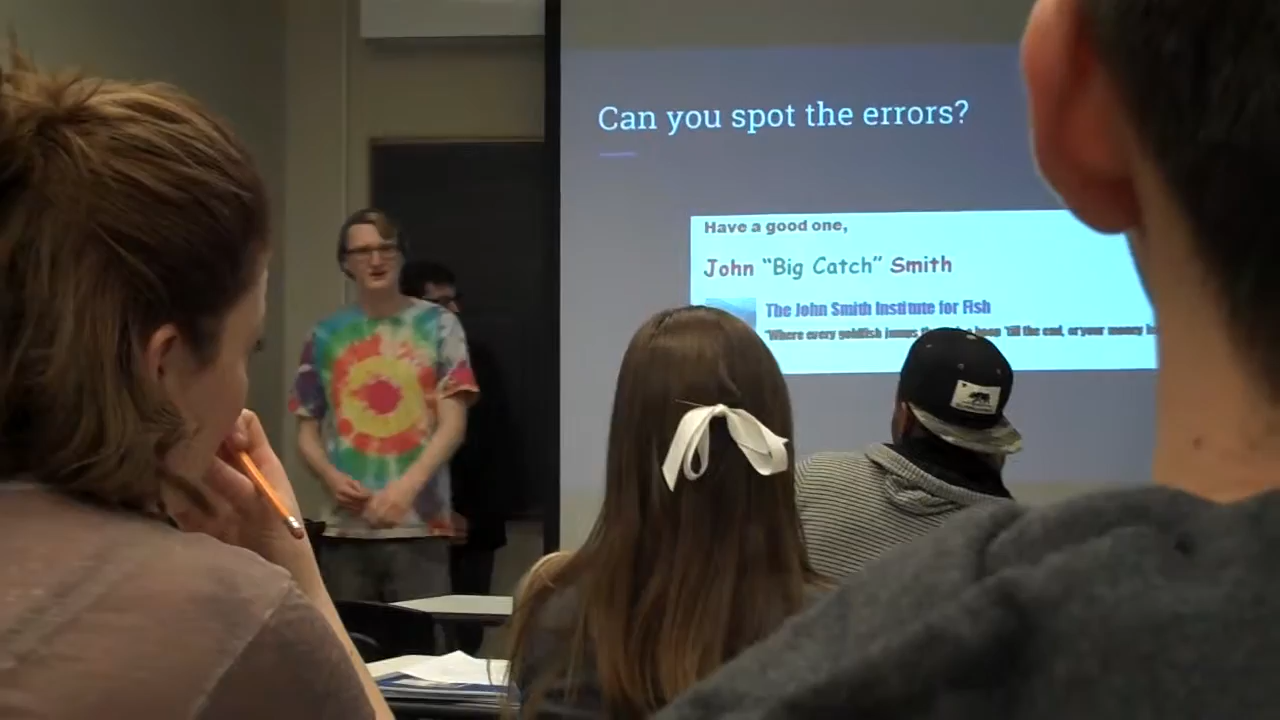 Can you spot the errors?
Have a good one,
John “Big Catch” Smith
The John Smith Institute for Fish
"Where every goldfish jumps hoop 'till the end, or your money